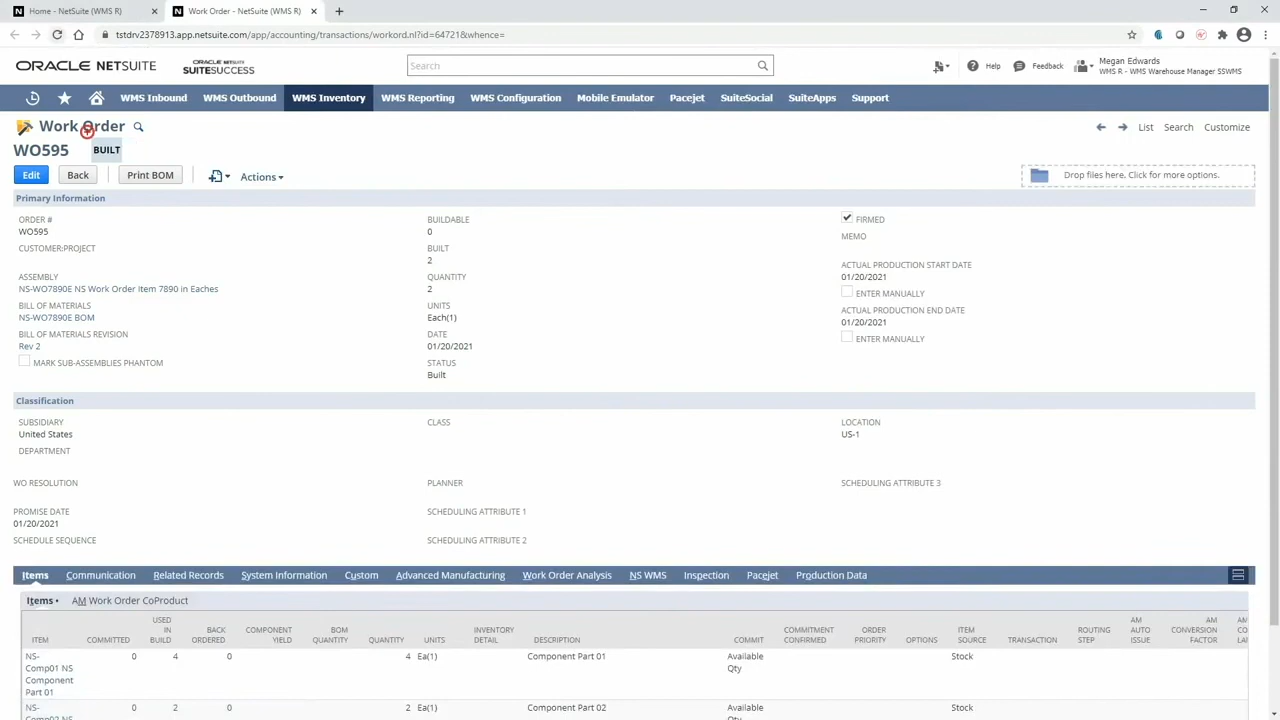 Home - NetSuite (WMS R)
Work Order - NetSuite (WMS R)
tstdrv2378913.app.netsuite.com/app/accounting/transactions/workord.nl?id=64721&whence=
ORACLE NETSUITE
SUITESUCCESS
Search
Help
Feedback
Megan Edwards
WMS R - WMS Warehouse Manager SSWMS
WMS Inbound WMS Outbound WMS Inventory WMS Reporting WMS Configuration Mobile Emulator Pacejet SuiteSocial SuiteApps Support
Work Order
List Search Customize
WO595 BUILT
Edit Back Print BOM Actions
Drop files here. Click for more options.
Primary Information
ORDER #
WO595
CUSTOMER:PROJECT
ASSEMBLY
NS-WO7890E NS Work Order Item 7890 in Eaches
BILL OF MATERIALS
NS-WO7890E BOM
BILL OF MATERIALS REVISION
Rev 2
MARK SUB-ASSEMBLIES PHANTOM
BUILDABLE
0
BUILT
2
QUANTITY
2
UNITS
Each(1)
DATE
01/20/2021
STATUS
Built
FIRMED
MEMO
ACTUAL PRODUCTION START DATE
01/20/2021
ENTER MANUALLY
ACTUAL PRODUCTION END DATE
01/20/2021
ENTER MANUALLY
Classification
SUBSIDIARY
United States
DEPARTMENT
CLASS
LOCATION
US-1
WO RESOLUTION
PROMISE DATE
01/20/2021
SCHEDULE SEQUENCE
PLANNER
SCHEDULING ATTRIBUTE 1
SCHEDULING ATTRIBUTE 2
SCHEDULING ATTRIBUTE 3
Items Communication Related Records System Information Custom Advanced Manufacturing Work Order Analysis NS WMS Inspection Pacejet Production Data
Items • AM Work Order CoProduct
ITEM
COMMITTED
USED IN BUILD
BACK ORDERED
COMPONENT YIELD
BOM QUANTITY
QUANTITY
UNITS
INVENTORY DETAIL
DESCRIPTION
COMMIT
COMMITMENT CONFIRMED
ORDER PRIORITY
OPTIONS
ITEM SOURCE
TRANSACTION
ROUTING STEP
AM AUTO ISSUE
AM CONVERSION FACTOR
NS-Comp01 NS Component Part 01
0 4 0 4 Ea(1) Component Part 01 Available Qty Stock
NS-
0 2 0 2 Ea(1) Component Part 02 Available Stock